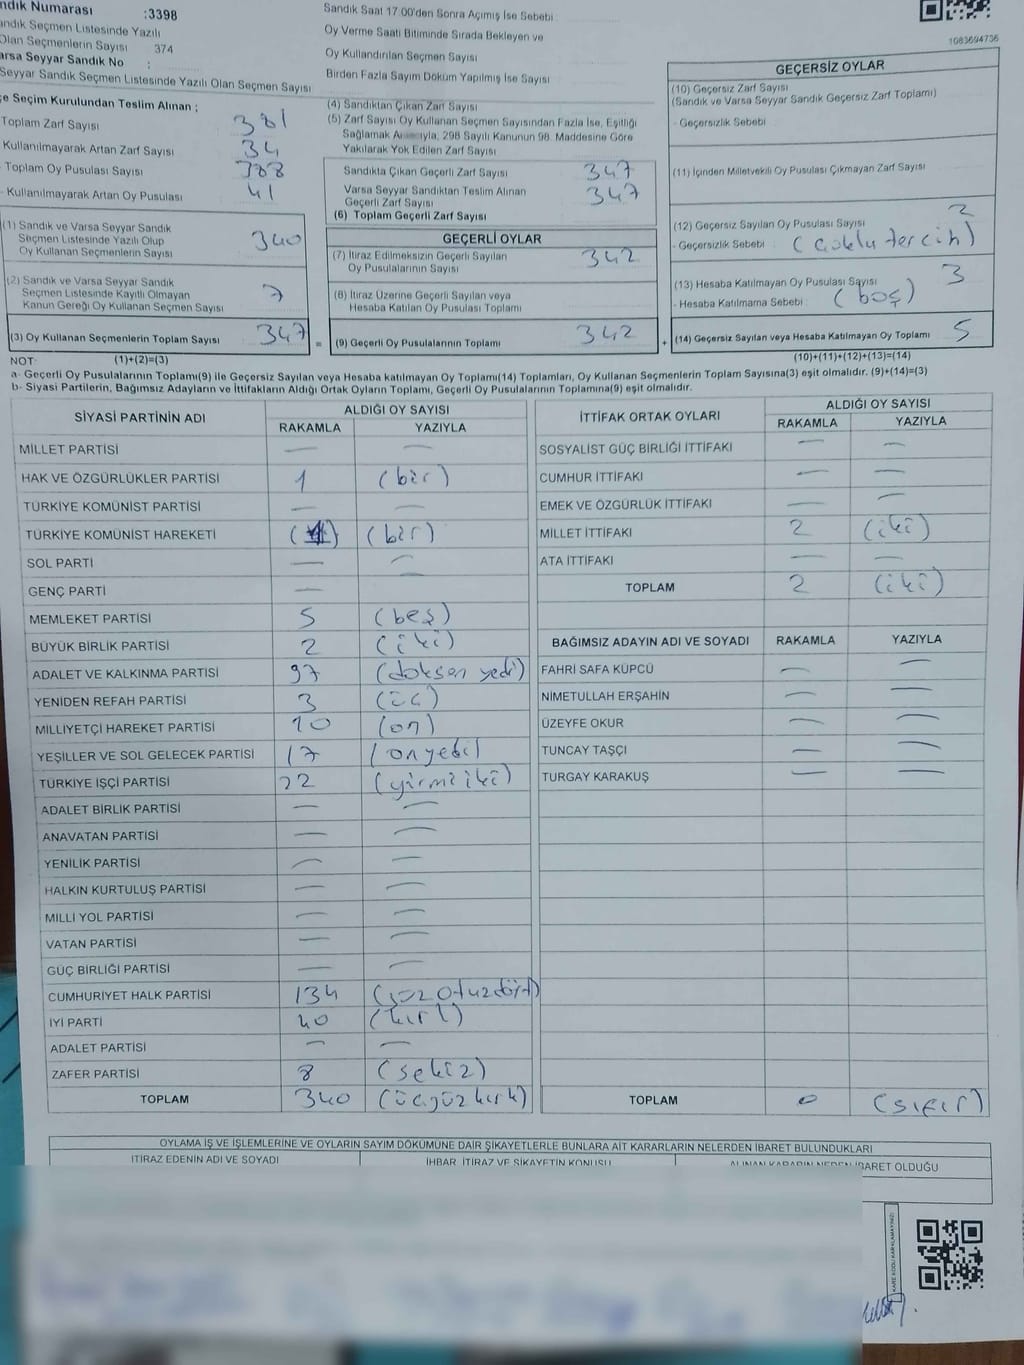 ndık Numarası :3398
andık Seçmen Listesinde Yazılı
Olan Seçmenlerin Sayısı 374
arsa Seyyar Sandık No :
Seyyar Sandık Seçmen Listesinde Yazılı Olan Seçmen Sayısı
Sandık Saat 17.00'den Sonra Açımış İse Sebebi
Oy Verme Saati Bitiminde Sırada Bekleyen ve
Oy Kullandırılan Seçmen Sayısı
Birden Fazla Sayım Döküm Yapılmış İse Sayısı
1083694736
çe Seçim Kurulundan Teslim Alınan ;
Toplam Zarf Sayısı 381
Kullanılmayarak Artan Zarf Sayısı 34
Toplam Oy Pusulası Sayısı 388
- Kullanılmayarak Artan Oy Pusulası 41
(1) Sandık ve Varsa Seyyar Sandık
Seçmen Listesinde Yazılı Olup
Oy Kullanan Seçmenlerin Sayısı 340
(2) Sandık ve Varsa Seyyar Sandık
Seçmen Listesinde Kayıtlı Olmayan
Kanun Gereği Oy Kullanan Seçmen Sayısı 7
(3) Oy Kullanan Seçmenlerin Toplam Sayısı 347 =
(4) Sandıktan Çıkan Zarf Sayısı
(5) Zarf Sayısı Oy Kullanan Seçmen Sayısından Fazla İse, Eşitliği
Sağlamak Amacıyla, 298 Sayılı Kanunun 98. Maddesine Göre
Yakılarak Yok Edilen Zarf Sayısı
Sandıkta Çıkan Geçerli Zarf Sayısı 347
Varsa Seyyar Sandıktan Teslim Alınan
Geçerli Zarf Sayısı 347
(6) Toplam Geçerli Zarf Sayısı
GEÇERLİ OYLAR
(7) İtiraz Edilmeksizin Geçerli Sayılan
Oy Pusulalarının Sayısı 342
(8) İtiraz Üzerine Geçerli Sayılan veya
Hesaba Katılan Oy Pusulası Toplamı
(9) Geçerli Oy Pusulalarının Toplamı 342 +
GEÇERSİZ OYLAR
(10) Geçersiz Zarf Sayısı
(Sandık ve Varsa Seyyar Sandık Geçersiz Zarf Toplamı)
- Geçersizlik Sebebi
(11) İçinden Milletvekili Oy Pusulası Çıkmayan Zarf Sayısı
(12) Geçersiz Sayılan Oy Pusulası Sayısı 2
- Geçersizlik Sebebi : (çoklu tercih)
(13) Hesaba Katılmayan Oy Pusulası Sayısı 3
- Hesaba Katılmama Sebebi : (boş)
(14) Geçersiz Sayılan veya Hesaba Katılmayan Oy Toplamı 5
NOT: (1)+(2)=(3) (10)+(11)+(12)+(13)=(14)
a- Geçerli Oy Pusulalarının Toplamı(9) ile Geçersiz Sayılan veya Hesaba katılmayan Oy Toplamı(14) Toplamları, Oy Kullanan Seçmenlerin Toplam Sayısına(3) eşit olmalıdır. (9)+(14)=(3)
b- Siyasi Partilerin, Bağımsız Adayların ve İttifakların Aldığı Ortak Oyların Toplamı, Geçerli Oy Pusulalarının Toplamına(9) eşit olmalıdır.
SİYASİ PARTİNİN ADI ALDIĞI OY SAYISI
RAKAMLA YAZIYLA
MİLLET PARTİSİ — —
HAK VE ÖZGÜRLÜKLER PARTİSİ 1 (bir)
TÜRKİYE KOMÜNİST PARTİSİ — —
TÜRKİYE KOMÜNİST HAREKETİ (1) (bir)
SOL PARTİ — —
GENÇ PARTİ — —
MEMLEKET PARTİSİ 5 (beş)
BÜYÜK BİRLİK PARTİSİ 2 (iki)
ADALET VE KALKINMA PARTİSİ 97 (doksan yedi)
YENİDEN REFAH PARTİSİ 3 (üç)
MİLLİYETÇİ HAREKET PARTİSİ 10 (on)
YEŞİLLER VE SOL GELECEK PARTİSİ 17 (onyedi)
TÜRKİYE İŞÇİ PARTİSİ 22 (yirmi iki)
ADALET BİRLİK PARTİSİ — —
ANAVATAN PARTİSİ — —
YENİLİK PARTİSİ — —
HALKIN KURTULUŞ PARTİSİ — —
MİLLİ YOL PARTİSİ — —
VATAN PARTİSİ — —
GÜÇ BİRLİĞİ PARTİSİ — —
CUMHURİYET HALK PARTİSİ 134 (yüz otuz dört)
İYİ PARTİ 40 (kırk)
ADALET PARTİSİ — —
ZAFER PARTİSİ 8 (sekiz)
TOPLAM 340 (üçyüz kırk)
İTTİFAK ORTAK OYLARI ALDIĞI OY SAYISI
RAKAMLA YAZIYLA
SOSYALİST GÜÇ BİRLİĞİ İTTİFAKI — —
CUMHUR İTTİFAKI — —
EMEK VE ÖZGÜRLÜK İTTİFAKI — —
MİLLET İTTİFAKI 2 (iki)
ATA İTTİFAKI — —
TOPLAM 2 (iki)
BAĞIMSIZ ADAYIN ADI VE SOYADI RAKAMLA YAZIYLA
FAHRİ SAFA KÜPCÜ — —
NİMETULLAH ERŞAHİN — —
ÜZEYFE OKUR — —
TUNCAY TAŞÇI — —
TURGAY KARAKUŞ — —
TOPLAM 0 (sıfır)
OYLAMA İŞ VE İŞLEMLERİNE VE OYLARIN SAYIM DÖKÜMÜNE DAİR ŞİKAYETLERLE BUNLARA AİT KARARLARIN NELERDEN İBARET BULUNDUKLARI
İTİRAZ EDENİN ADI VE SOYADI İHBAR, İTİRAZ VE ŞİKAYETİN KONUSU ALINAN KARARIN NEDEN İBARET OLDUĞU
KARE KODU KARALAMAYINIZ!